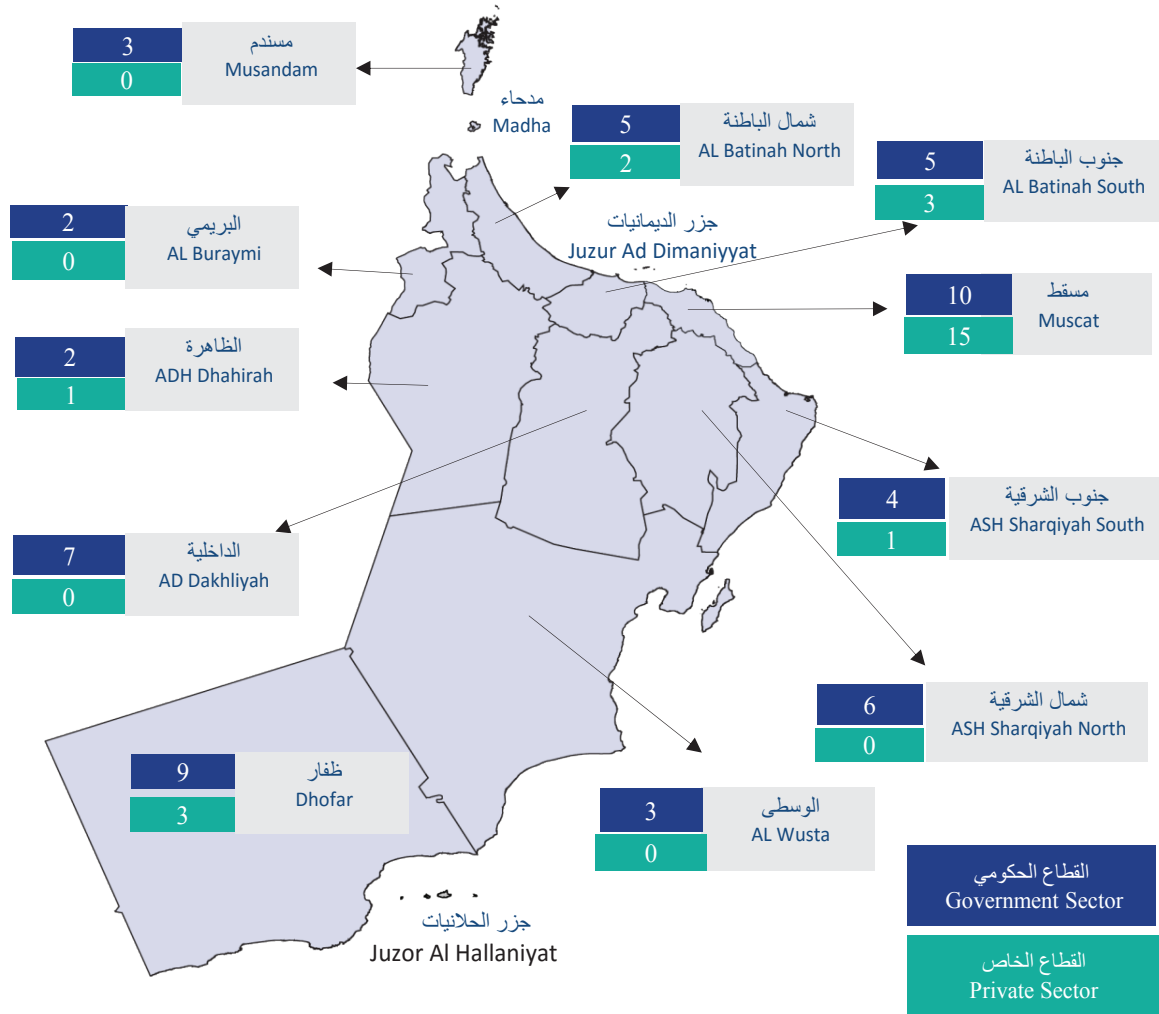 3
0
مسندم
Musandam
مدحاء
Madha
5
2
شمال الباطنة
AL Batinah North
5
3
جنوب الباطنة
AL Batinah South
2
0
البريمي
AL Buraymi
جزر الديمانيات
Juzur Ad Dimaniyyat
10
15
مسقط
Muscat
2
1
الظاهرة
ADH Dhahirah
4
1
جنوب الشرقية
ASH Sharqiyah South
7
0
الداخلية
AD Dakhliyah
6
0
شمال الشرقية
ASH Sharqiyah North
9
3
ظفار
Dhofar
3
0
الوسطى
AL Wusta
جزر الحلانيات
Juzor Al Hallaniyat
القطاع الحكومي
Government Sector
القطاع الخاص
Private Sector